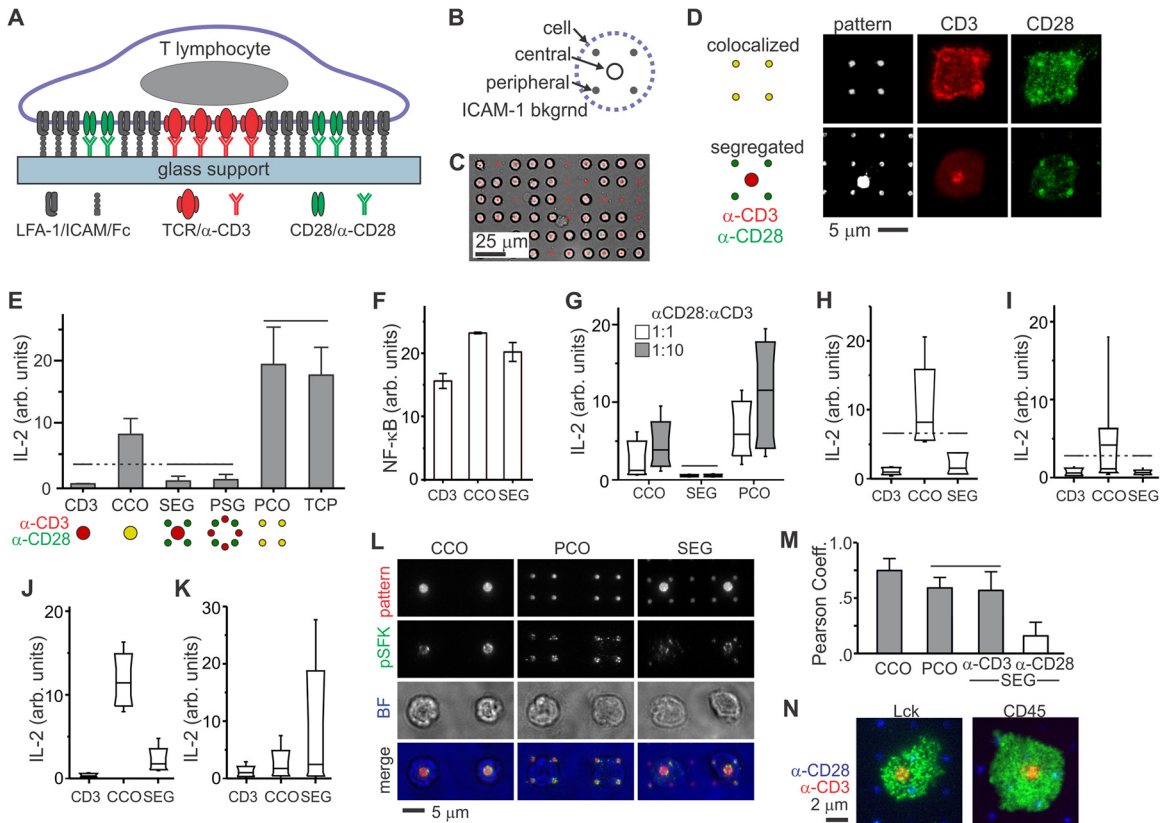 A
T lymphocyte
glass support
LFA-1/ICAM/Fc
TCR/α-CD3
CD28/α-CD28
B
cell
central
peripheral
ICAM-1 bkgrnd
C
25 μm
D
pattern
CD3
CD28
colocalized
segregated
α-CD3
α-CD28
5 μm
E
IL-2 (arb. units)
20
10
0
CD3 CCO SEG PSG PCO TCP
α-CD3
α-CD28
F
NF-κB (arb. units)
20
10
0
CD3 CCO SEG
G
αCD28:αCD3
1:1
1:10
IL-2 (arb. units)
20
10
0
CCO SEG PCO
H
IL-2 (arb. units)
20
15
10
5
0
CD3 CCO SEG
I
IL-2 (arb. units)
20
10
0
CD3 CCO SEG
J
IL-2 (arb. units)
20
10
0
CD3 CCO SEG
K
IL-2 (arb. units)
30
20
10
0
CD3 CCO SEG
L
CCO PCO SEG
pattern
pSFK
BF
merge
5 μm
M
Pearson Coeff.
1.0
.5
.0
CCO
PCO
α-CD3 α-CD28
SEG
N
Lck
CD45
α-CD28
α-CD3
2 μm